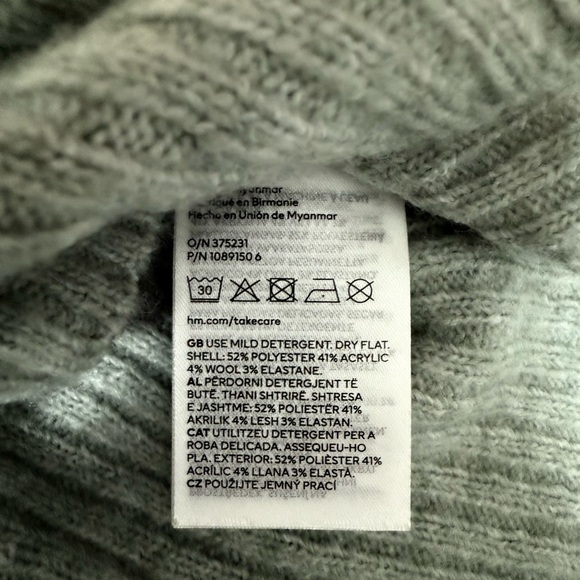 en Birmanie
Hecho en Unión de Myanmar
O/N 375231
P/N 1089150 6
30
hm.com/takecare
GB USE MILD DETERGENT. DRY FLAT.
SHELL: 52% POLYESTER 41% ACRYLIC
4% WOOL 3% ELASTANE.
AL PËRDORNI DETERGJENT TË
BUTË. THANI SHTRIRË. SHTRESA
E JASHTME: 52% POLIESTËR 41%
AKRILIK 4% LESH 3% ELASTAN.
CAT UTILITZEU DETERGENT PER A
ROBA DELICADA. ASSEQUEU-HO
PLA. EXTERIOR: 52% POLIÈSTER 41%
ACRÍLIC 4% LLANA 3% ELASTÀ.
CZ POUŽIJTE JEMNÝ PRACÍ